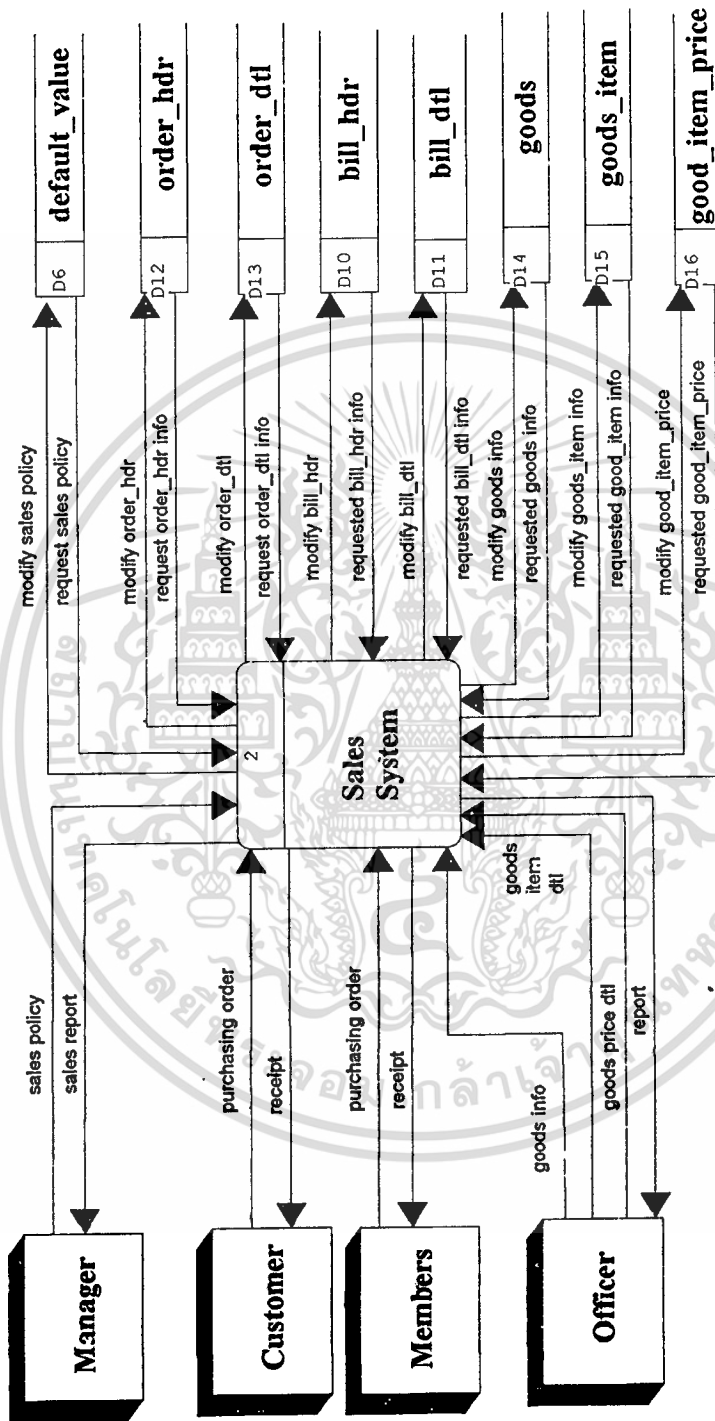 Manager
Customer
Members
Officer
sales policy
sales report
purchasing order
receipt
purchasing order
receipt
goods info
goods
item
dtl
goods price dtl
report
2
Sales
System
modify sales policy
request sales policy
modify order_hdr
request order_hdr info
modify order_dtl
request order_dtl info
modify bill_hdr
requested bill_hdr info
modify bill_dtl
requested bill_dtl info
modify goods info
requested goods info
modify goods_item info
requested good_item info
modify good_item_price
requested good_item_price
D6
default_value
D12
order_hdr
D13
order_dtl
D10
bill_hdr
D11
bill_dtl
D14
goods
D15
goods_item
D16
good_item_price